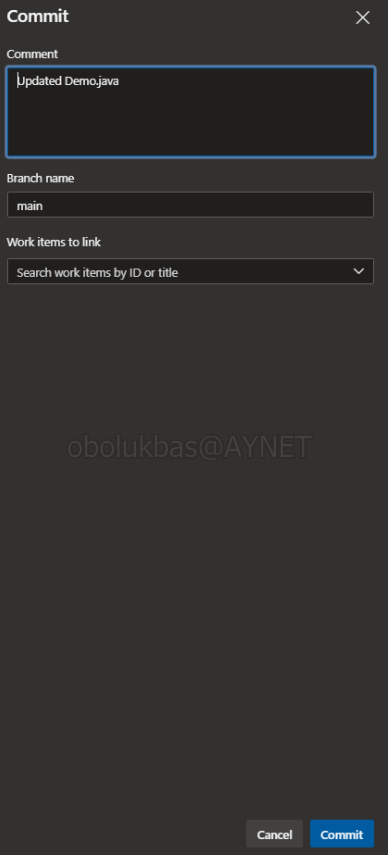 Commit
Comment
Updated Demo.java
Branch name
main
Work items to link
Search work items by ID or title
obolukbas@AYNET
Cancel
Commit